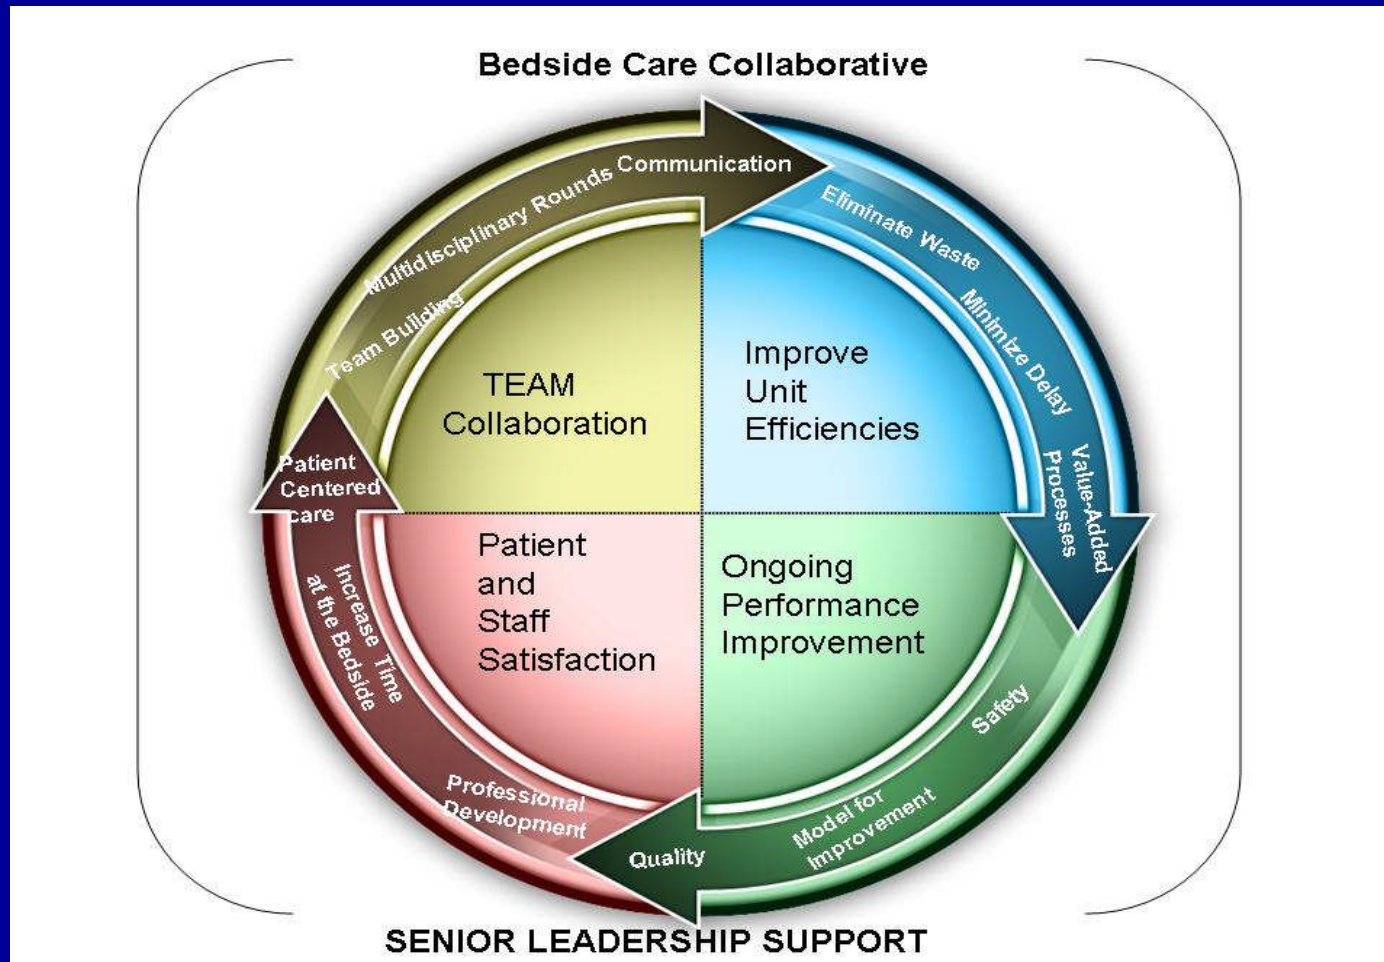 Bedside Care Collaborative
Communication
Multidisciplinary Rounds
Team Building
Eliminate Waste
Minimize Delay
Value-Added
Processes
TEAM
Collaboration
Improve
Unit
Efficiencies
Patient
Centered
care
Increase Time
at the Bedside
Professional
Development
Patient
and
Staff
Satisfaction
Ongoing
Performance
Improvement
Safety
Model for
Improvement
Quality
SENIOR LEADERSHIP SUPPORT